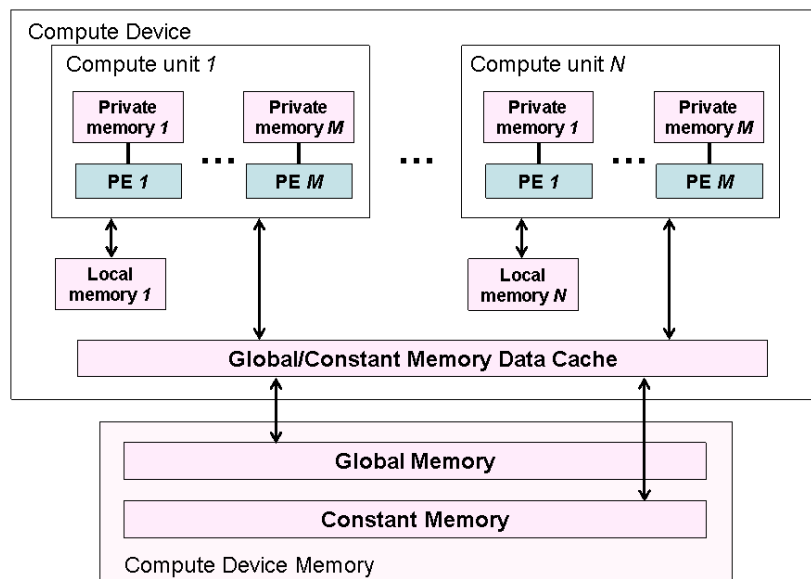 Compute Device
Compute unit 1
Compute unit N
Private
memory 1
Private
memory M
Private
memory 1
Private
memory M
...
...
...
PE 1
PE M
PE 1
PE M
Local
memory 1
Local
memory N
Global/Constant Memory Data Cache
Global Memory
Constant Memory
Compute Device Memory